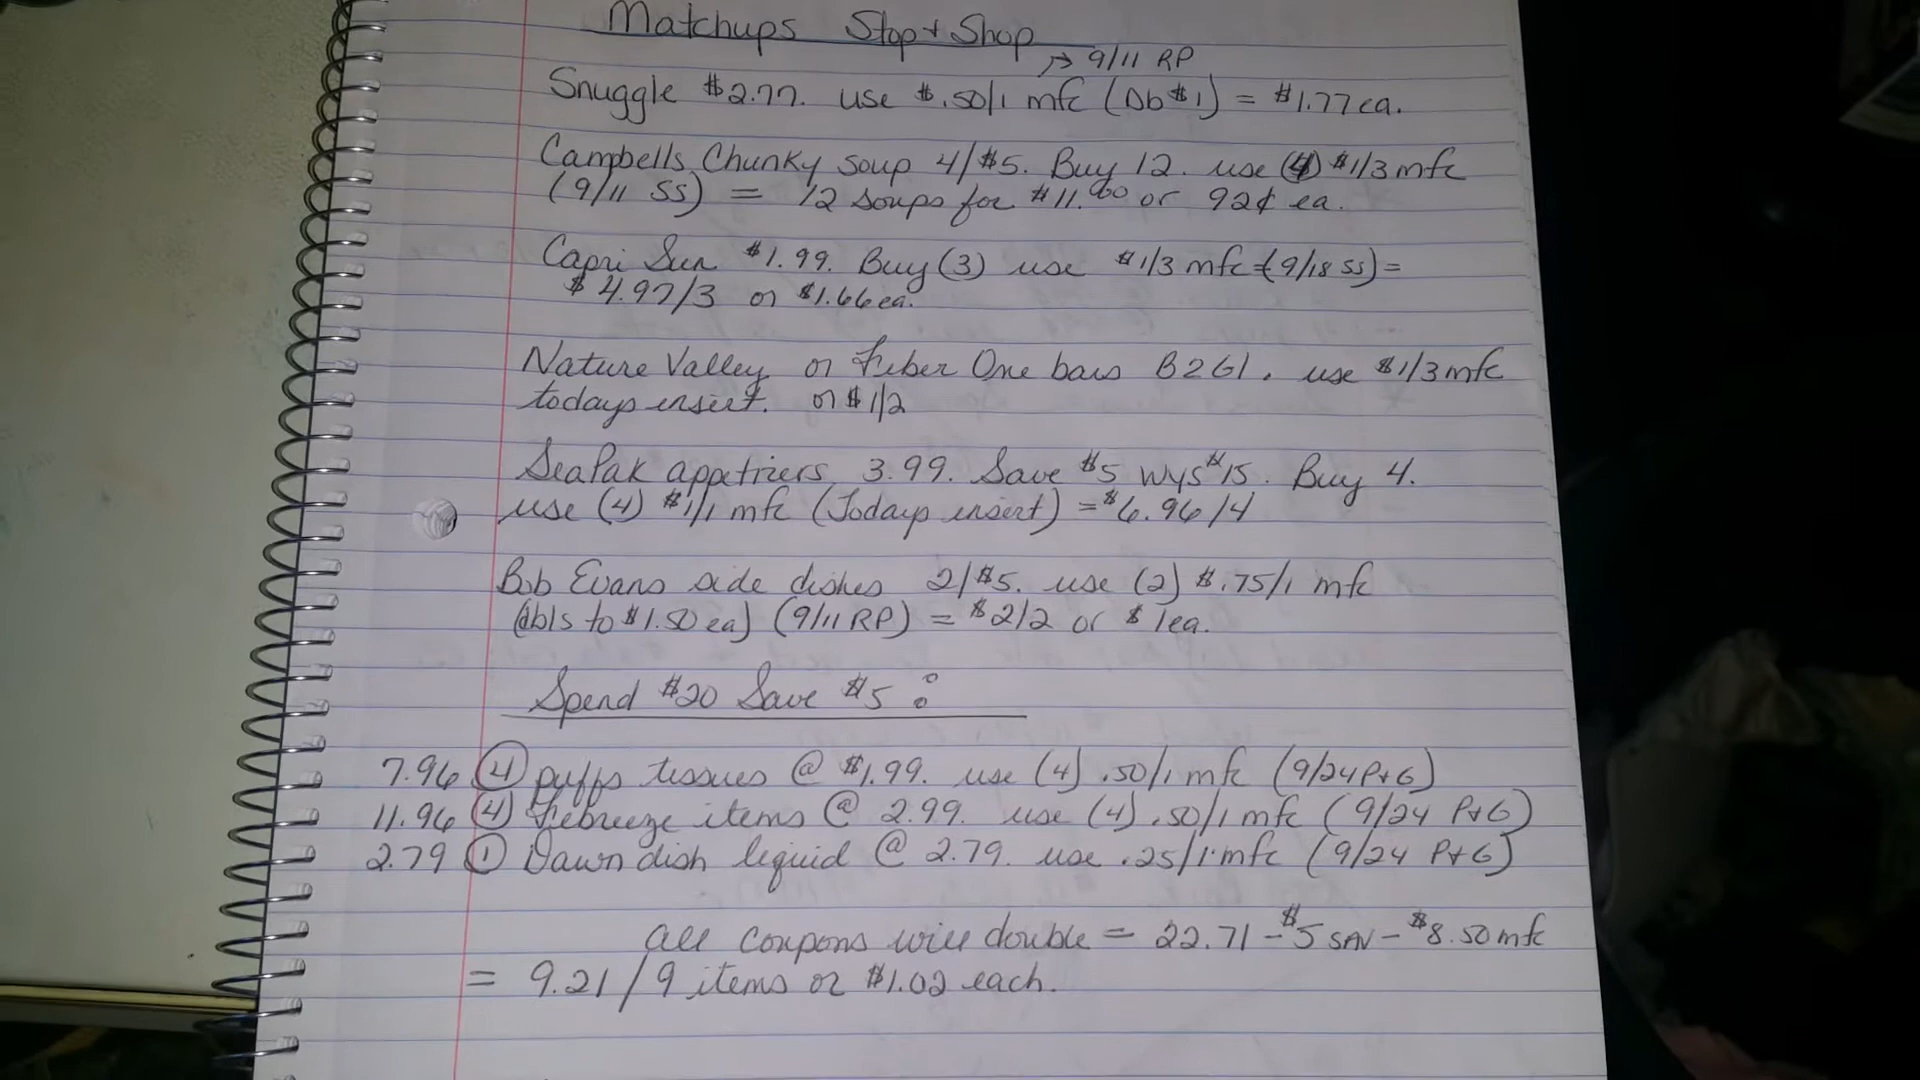 Matchups Stop + Shop
→ 9/11 RP
Snuggle $2.77. use $.50/1 mfc (Db $1) = $1.77 ea.
Campbells Chunky soup 4/$5. Buy 12. use (4) $1/3 mfc
(9/11 SS) = 12 soups for $11.00 or 92¢ ea.
Capri Sun $1.99. Buy (3) use $1/3 mfc (9/18 SS) =
$4.97/3 or $1.66 ea.
Nature Valley or Fiber One bars B2G1. use $1/3 mfc
todays insert. or $1/2
SeaPak appetizers 3.99. Save $5 wys $15. Buy 4.
use (4) $1/1 mfc (Todays insert) = $6.96/4
Bob Evans side dishes 2/$5. use (2) $.75/1 mfc
(dbls to $1.50 ea) (9/11 RP) = $2/2 or $1 ea.
Spend $20 Save $5:
7.96 (4) puffs tissues @ $1.99. use (4) .50/1 mfc (9/24 P+G)
11.96 (4) Febreeze items @ 2.99. use (4) .50/1 mfc (9/24 P+G)
2.79 (1) Dawn dish liquid @ 2.79. use .25/1 mfc (9/24 P+G)
all coupons will double = 22.71 - $5 SAV - $8.50 mfc
= 9.21/9 items or $1.02 each.